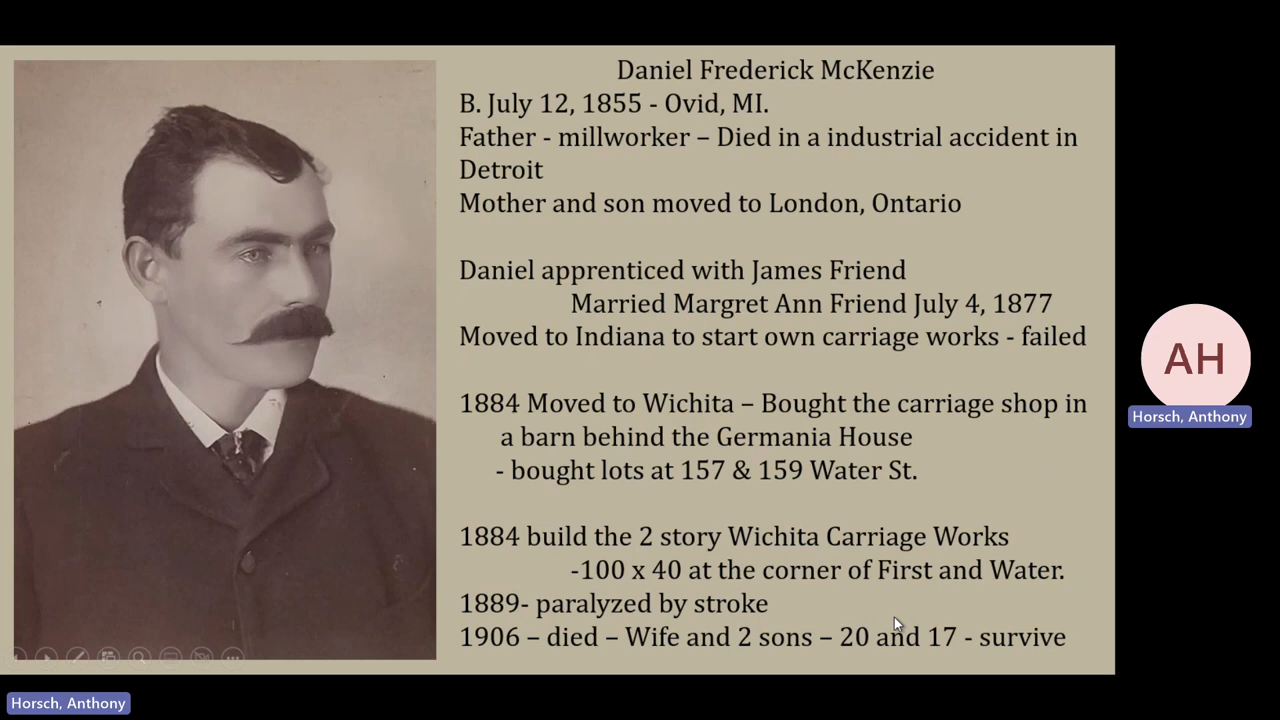 Daniel Frederick McKenzie
B. July 12, 1855 - Ovid, MI.
Father - millworker – Died in a industrial accident in
Detroit
Mother and son moved to London, Ontario
Daniel apprenticed with James Friend
Married Margret Ann Friend July 4, 1877
Moved to Indiana to start own carriage works - failed
1884 Moved to Wichita – Bought the carriage shop in
a barn behind the Germania House
- bought lots at 157 & 159 Water St.
1884 build the 2 story Wichita Carriage Works
-100 x 40 at the corner of First and Water.
1889- paralyzed by stroke
1906 – died – Wife and 2 sons – 20 and 17 - survive
AH
Horsch, Anthony
Horsch, Anthony